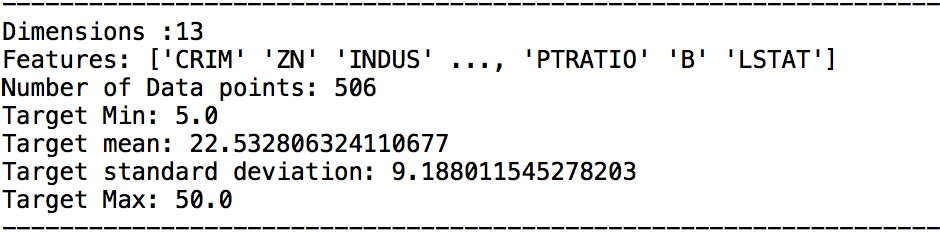 --------------------------------------------------------------------
Dimensions :13
Features: ['CRIM' 'ZN' 'INDUS' ..., 'PTRATIO' 'B' 'LSTAT']
Number of Data points: 506
Target Min: 5.0
Target mean: 22.532806324110677
Target standard deviation: 9.188011545278203
Target Max: 50.0
--------------------------------------------------------------------